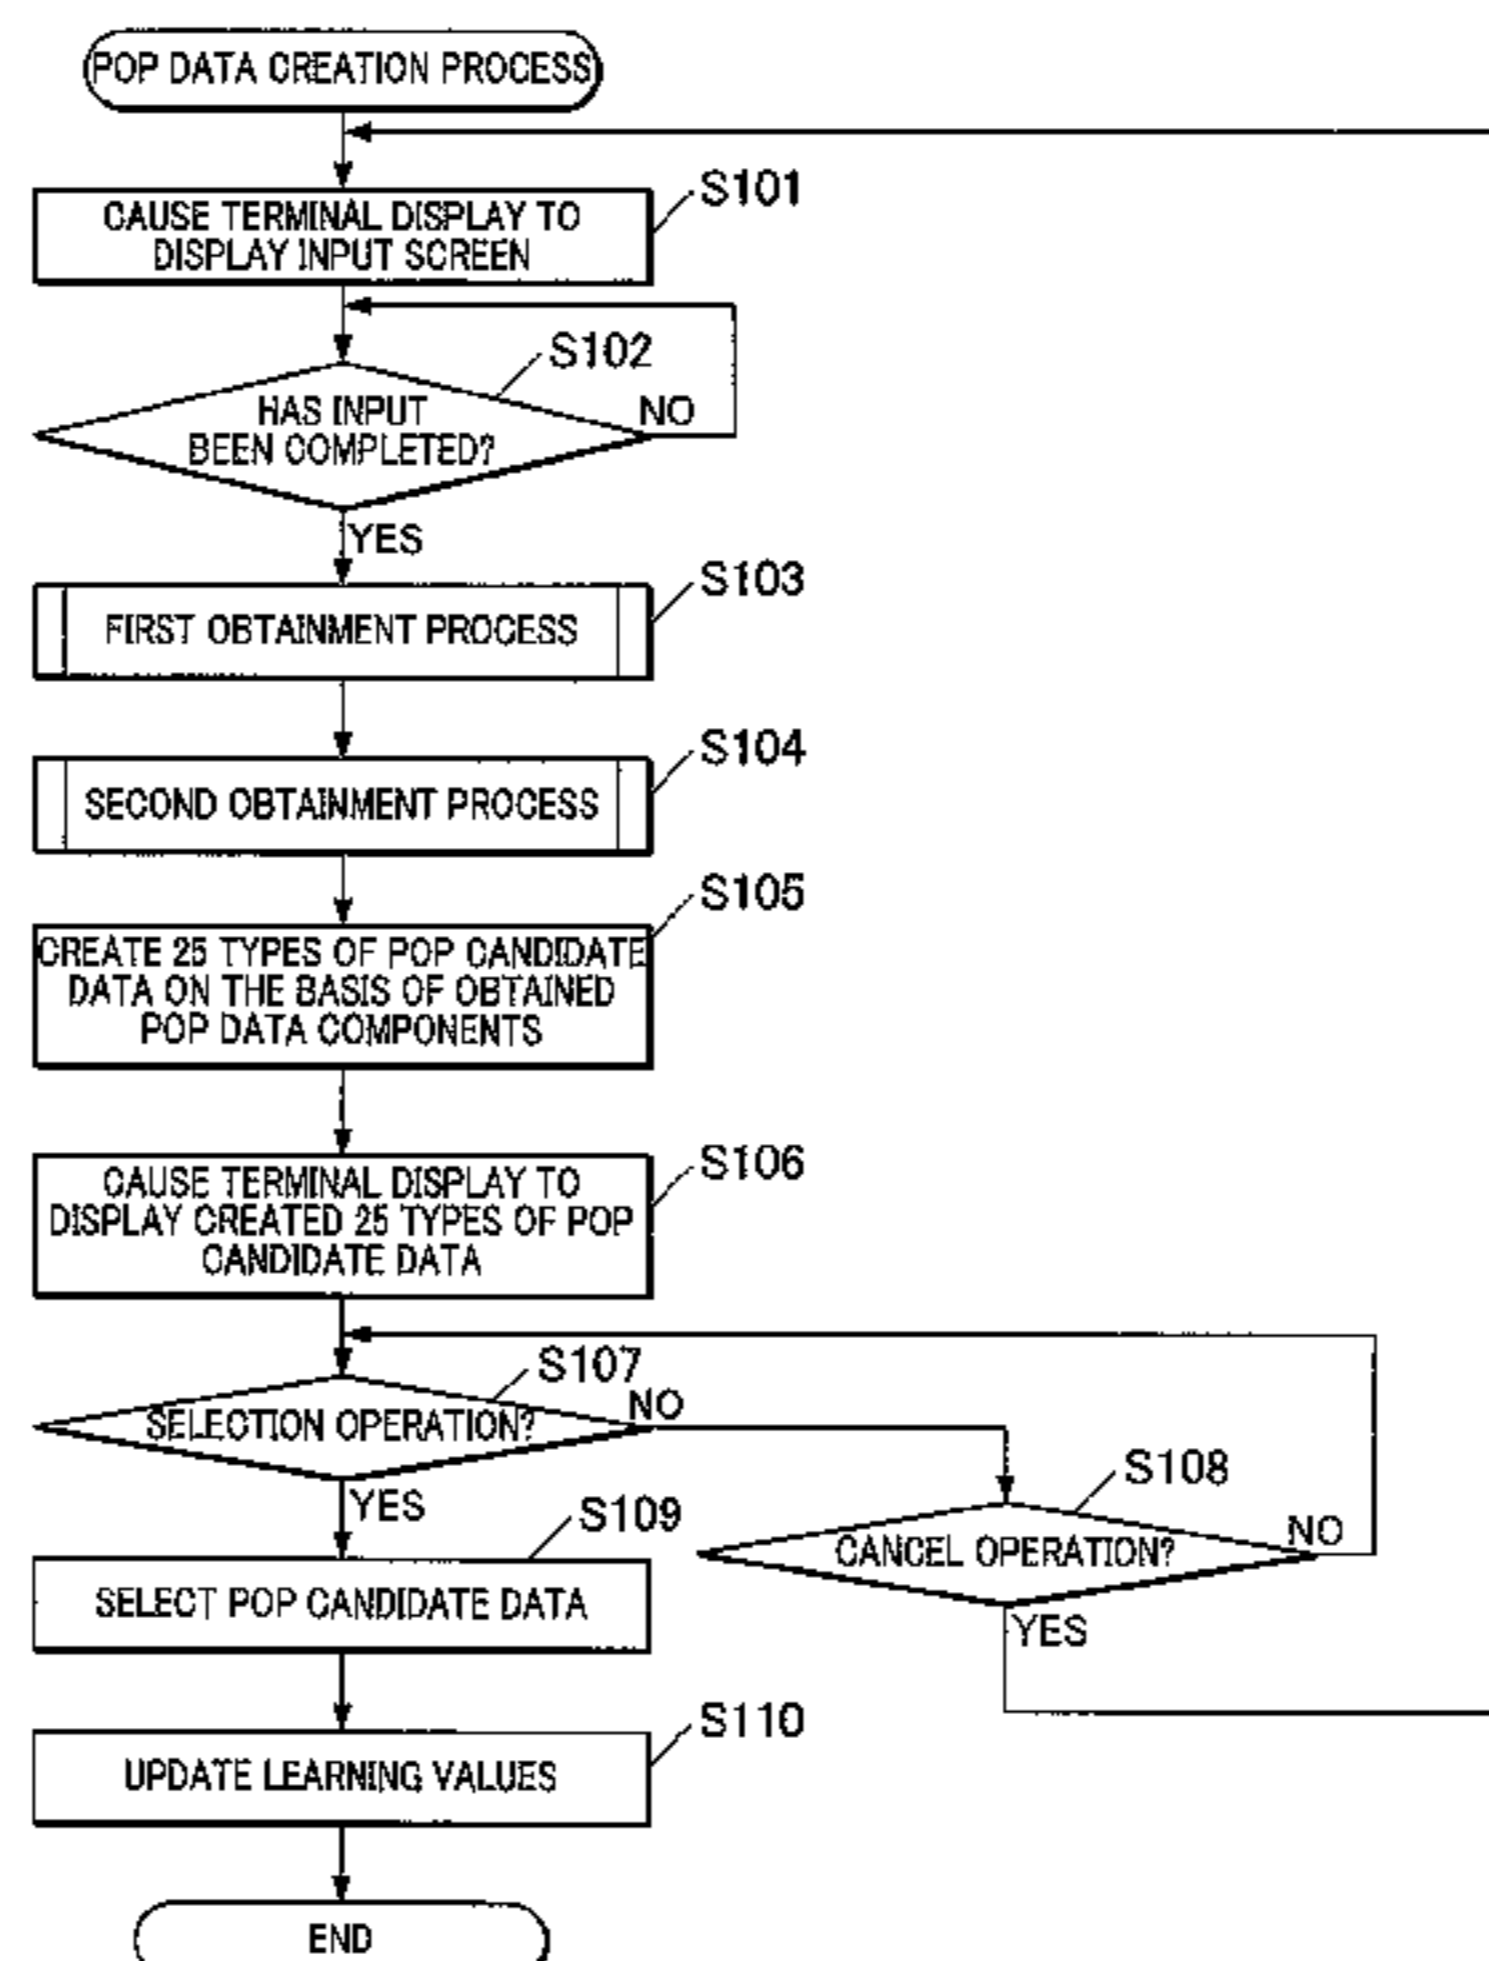 POP DATA CREATION PROCESS
S101
CAUSE TERMINAL DISPLAY TO
DISPLAY INPUT SCREEN
S102
HAS INPUT
BEEN COMPLETED?
NO
YES
S103
FIRST OBTAINMENT PROCESS
S104
SECOND OBTAINMENT PROCESS
S105
CREATE 25 TYPES OF POP CANDIDATE
DATA ON THE BASIS OF OBTAINED
POP DATA COMPONENTS
S106
CAUSE TERMINAL DISPLAY TO
DISPLAY CREATED 25 TYPES OF POP
CANDIDATE DATA
S107
SELECTION OPERATION?
NO
YES
S108
CANCEL OPERATION?
NO
YES
S109
SELECT POP CANDIDATE DATA
S110
UPDATE LEARNING VALUES
END